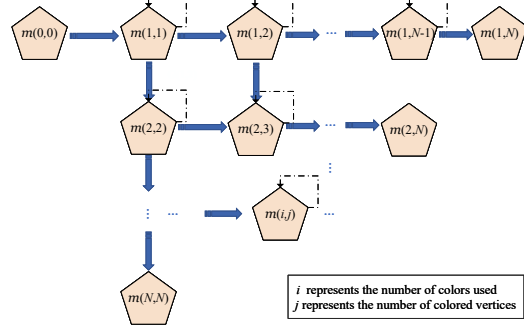 m(0,0) m(1,1) m(1,2) ··· m(1,N-1) m(1,N)
m(2,2) m(2,3) ··· m(2,N)
⋮
⋮ ··· m(i,j) ···
m(N,N)
i represents the number of colors used
j represents the number of colored vertices